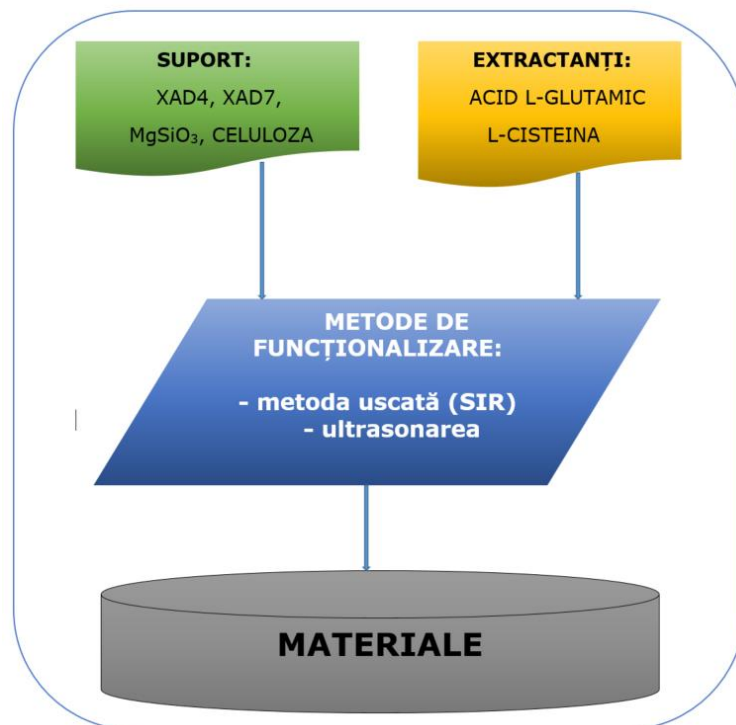 SUPORT:
XAD4, XAD7,
MgSiO₃, CELULOZA
EXTRACTANȚI:
ACID L-GLUTAMIC
L-CISTEINA
METODE DE
FUNCȚIONALIZARE:
- metoda uscată (SIR)
- ultrasonarea
MATERIALE